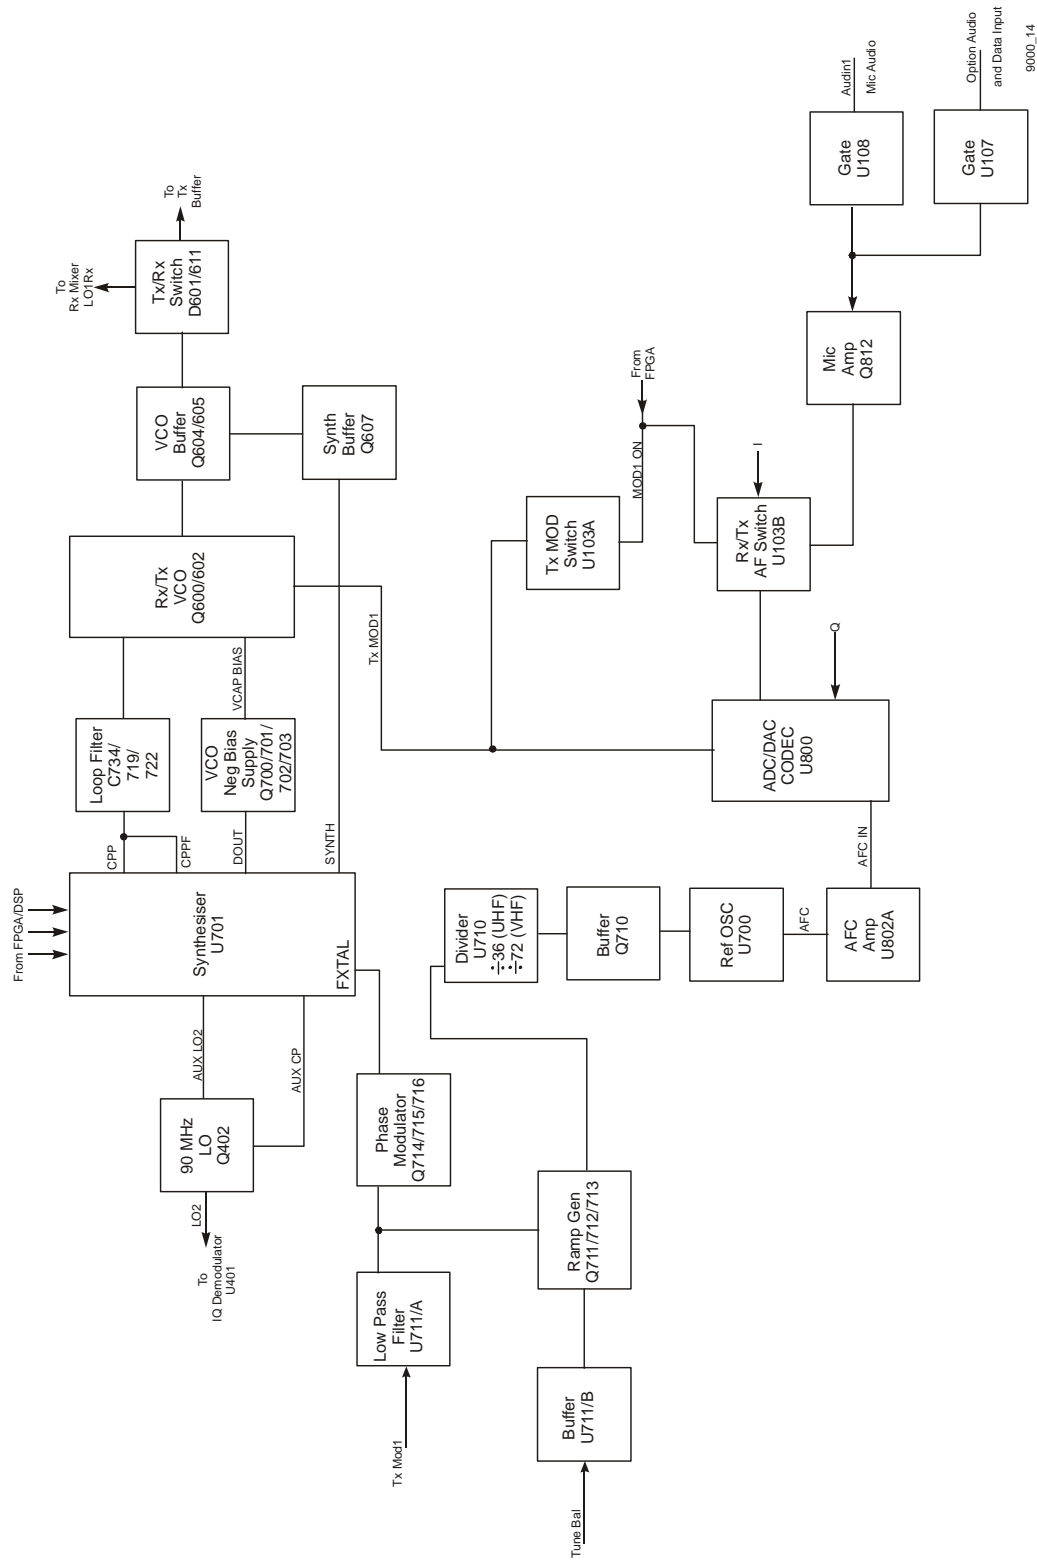 To
Rx Mixer
LO1Rx
To
Tx
Buffer
Tx/Rx
Switch
D601/611
VCO
Buffer
Q604/605
Synth
Buffer
Q607
Rx/Tx
VCO
Q600/602
VCAP BIAS
Tx MOD1
Loop Filter
C734/
719/
722
VCO
Neg Bias
Supply
Q700/701/
702/703
CPP
CPPF
DOUT
SYNTH
From FPGA/DSP
Synthesiser
U701
FXTAL
AUX LO2
AUX CP
90 MHz
LO
Q402
LO2
To
IQ Demodulator
U401
Phase
Modulator
Q714/715/716
Low Pass
Filter
U711/A
Tx Mod1
Ramp Gen
Q711/712/713
Buffer
U711/B
Tune Bal
Divider
U710
÷36 (UHF)
÷72 (VHF)
Buffer
Q710
Ref OSC
U700
AFC
AFC
Amp
U802A
AFC IN
ADC/DAC
CODEC
U800
Q
Tx MOD
Switch
U103A
MOD1 ON
From
FPGA
Rx/Tx
AF Switch
U103B
I
Mic
Amp
Q812
Gate
U108
Audin1
Mic Audio
Gate
U107
Option Audio
and Data Input
9000_14